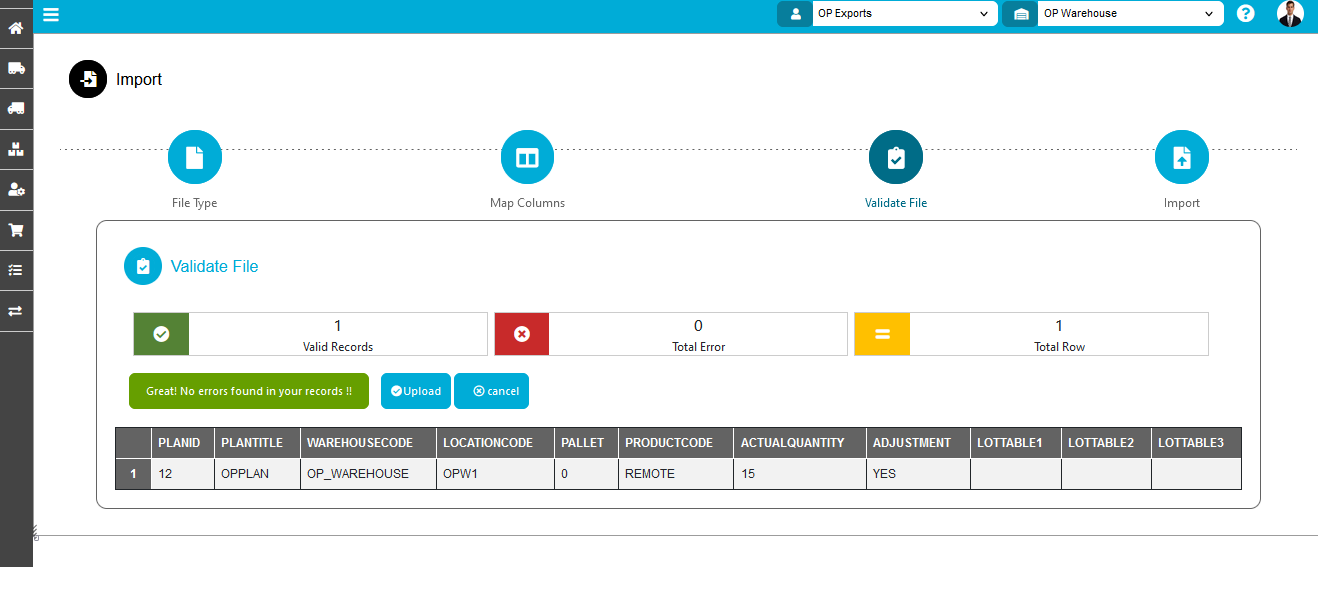 OP Exports OP Warehouse ?
Import
File Type Map Columns Validate File Import
Validate File
1 0 1
Valid Records Total Error Total Row
Great! No errors found in your records !! Upload cancel
PLANID PLANTITLE WAREHOUSECODE LOCATIONCODE PALLET PRODUCTCODE ACTUALQUANTITY ADJUSTMENT LOTTABLE1 LOTTABLE2 LOTTABLE3
1 12 OPPLAN OP_WAREHOUSE OPW1 0 REMOTE 15 YES